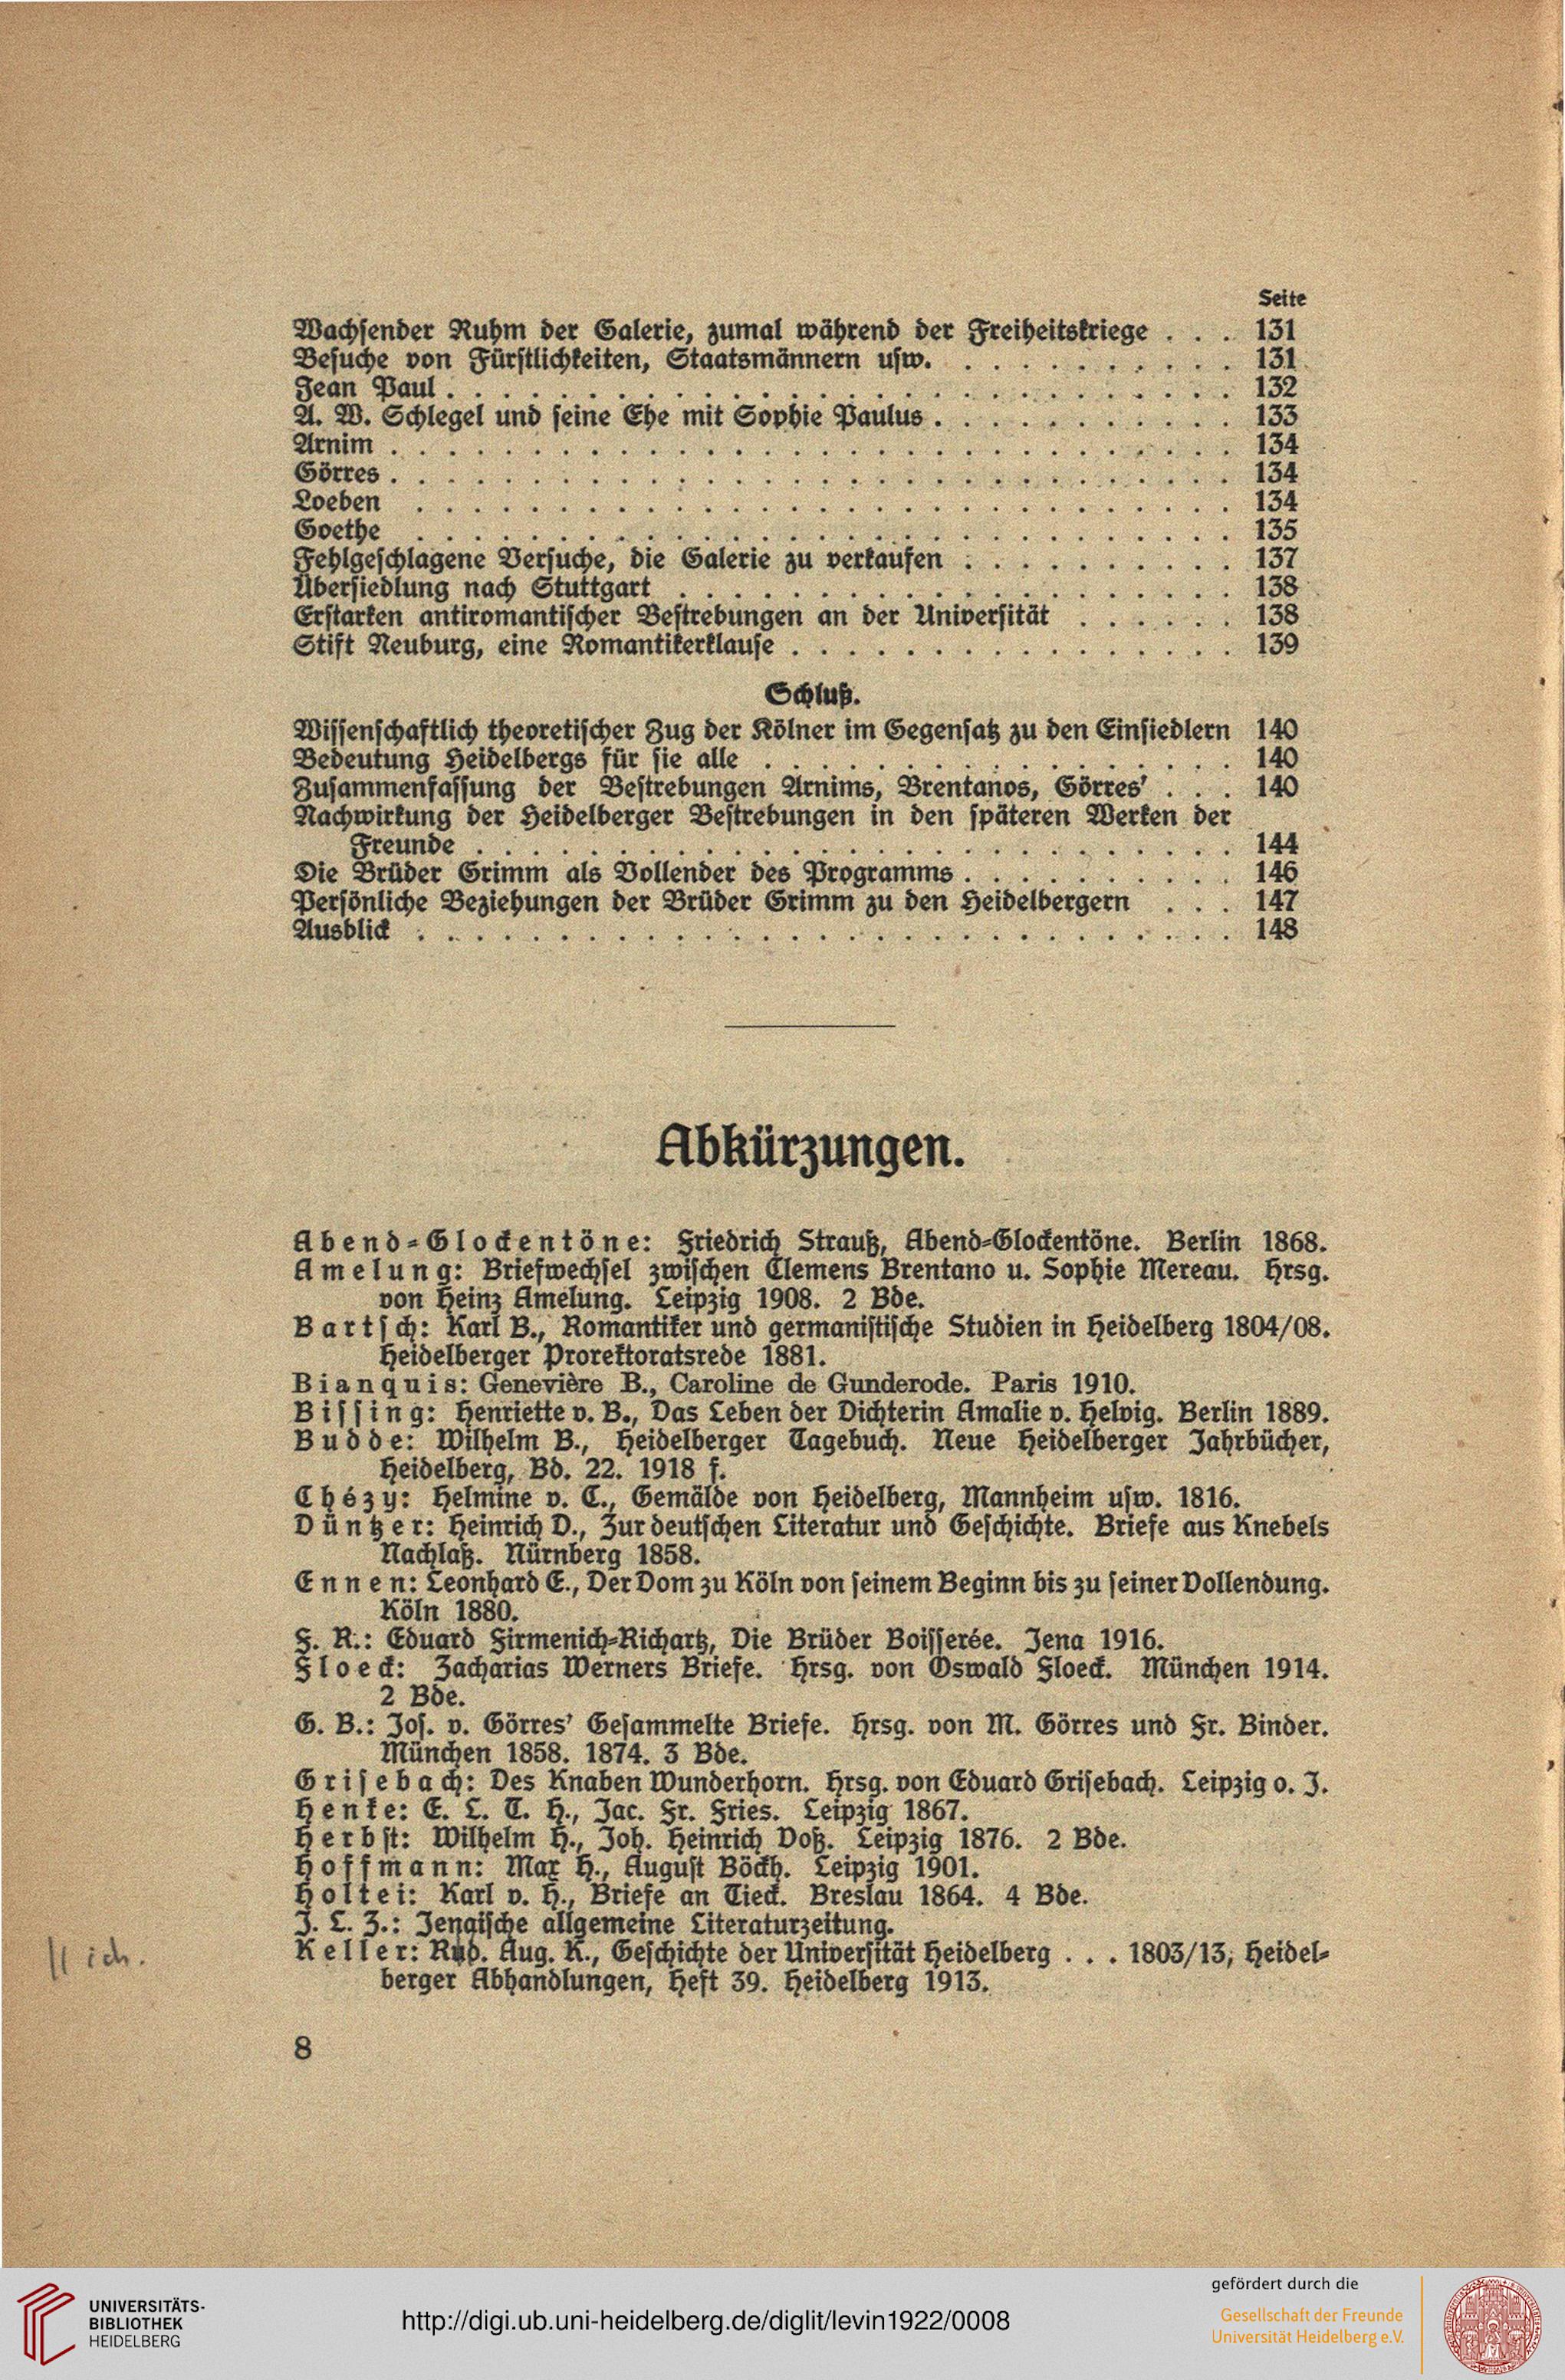 Seite
Wachsender Ruhm der Galerie, zumal während der Freiheitskriege . . . 131
Besuche von Fürstlichkeiten, Staatsmännern usw. . . . . . . . . . . 131
Jean Paul . . . . . . . . . . . . . . . . . . . . . . . . . . . . 132
A. W. Schlegel und seine Ehe mit Sophie Paulus . . . . . . . . . . . 133
Arnim . . . . . . . . . . . . . . . . . . . . . . . . . . . . . . 134
Görres . . . . . . . . . . . . . . . . . . . . . . . . . . . . . . 134
Loeben . . . . . . . . . . . . . . . . . . . . . . . . . . . . . 134
Goethe . . . . . . . . . . . . . . . . . . . . . . . . . . . . . 135
Fehlgeschlagene Versuche, die Galerie zu verkaufen . . . . . . . . . . 137
Übersiedlung nach Stuttgart . . . . . . . . . . . . . . . . . . . . 138
Erstarken antiromantischer Bestrebungen an der Universität . . . . . . 138
Stift Neuburg, eine Romantikerklause . . . . . . . . . . . . . . . . 139
Schluß.
Wissenschaftlich theoretischer Zug der Kölner im Gegensatz zu den Einsiedlern 140
Bedeutung Heidelbergs für sie alle . . . . . . . . . . . . . . . . . 140
Zusammenfassung der Bestrebungen Arnims, Brentanos, Görres' . . . 140
Nachwirkung der Heidelberger Bestrebungen in den späteren Werken der
Freunde . . . . . . . . . . . . . . . . . . . . . . . . . . . 144
Die Brüder Grimm als Vollender des Programms . . . . . . . . . . 146
Persönliche Beziehungen der Brüder Grimm zu den Heidelbergern . . . 147
Ausblick . . . . . . . . . . . . . . . . . . . . . . . . . . . . . 148
Abkürzungen.
Abend-Glockentöne: Friedrich Strauß, Abend-Glockentöne. Berlin 1868.
Amelung: Briefwechsel zwischen Clemens Brentano u. Sophie Mereau. Hrsg.
von Heinz Amelung. Leipzig 1908. 2 Bde.
Bartsch: Karl B., Romantiker und germanistische Studien in Heidelberg 1804/08.
Heidelberger Prorektoratsrede 1881.
Bianquis: Genevière B., Caroline de Gunderode. Paris 1910.
Bissing: Henriette v. B., Das Leben der Dichterin Amalie v. Helvig. Berlin 1889.
Budde: Wilhelm B., Heidelberger Tagebuch. Neue Heidelberger Jahrbücher,
Heidelberg, Bd. 22. 1918 f.
Chézy: Helmine v. C., Gemälde von Heidelberg, Mannheim usw. 1816.
Düntzer: Heinrich D., Zur deutschen Literatur und Geschichte. Briefe aus Knebels
Nachlaß. Nürnberg 1858.
Ennen: Leonhard E., Der Dom zu Köln von seinem Beginn bis zu seiner Vollendung.
Köln 1880.
F. R.: Eduard Firmenich-Richartz, Die Brüder Boisserée. Jena 1916.
Floeck: Zacharias Werners Briefe. Hrsg. von Oswald Floeck. München 1914.
2 Bde.
G. B.: Jos. v. Görres' Gesammelte Briefe. Hrsg. von M. Görres und Fr. Binder.
München 1858. 1874. 3 Bde.
Grisebach: Des Knaben Wunderhorn. Hrsg. von Eduard Grisebach. Leipzig o. J.
Henke: E. L. T. H., Jac. Fr. Fries. Leipzig 1867.
Herbst: Wilhelm H., Joh. Heinrich Voß. Leipzig 1876. 2 Bde.
Hoffmann: Max H., August Böckh. Leipzig 1901.
Holtei: Karl v. H., Briefe an Tieck. Breslau 1864. 4 Bde.
J. L. Z.: Jenaische allgemeine Literaturzeitung.
|| ich.
Keller: Rud. Aug. K., Geschichte der Universität Heidelberg . . . 1803/13; Heidel-
berger Abhandlungen, Heft 39. Heidelberg 1913.
8
UNIVERSITÄTS-
BIBLIOTHEK
HEIDELBERG
http://digi.ub.uni-heidelberg.de/diglit/levin1922/0008
gefördert durch die
Gesellschaft der Freunde
Universität Heidelberg e.V.